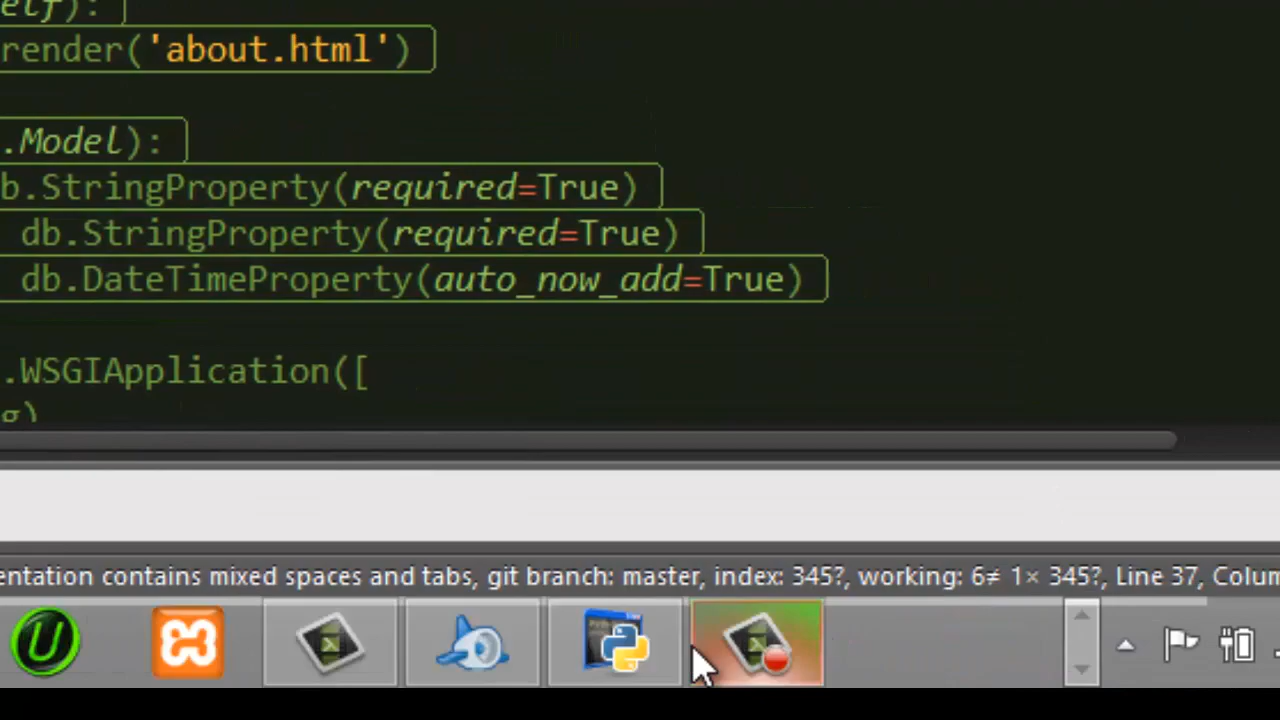 elf):
render('about.html')
.Model):
b.StringProperty(required=True)
db.StringProperty(required=True)
db.DateTimeProperty(auto_now_add=True)
.WSGIApplication([
g)
entation contains mixed spaces and tabs, git branch: master, index: 345?, working: 6≠ 1× 345?, Line 37, Colum